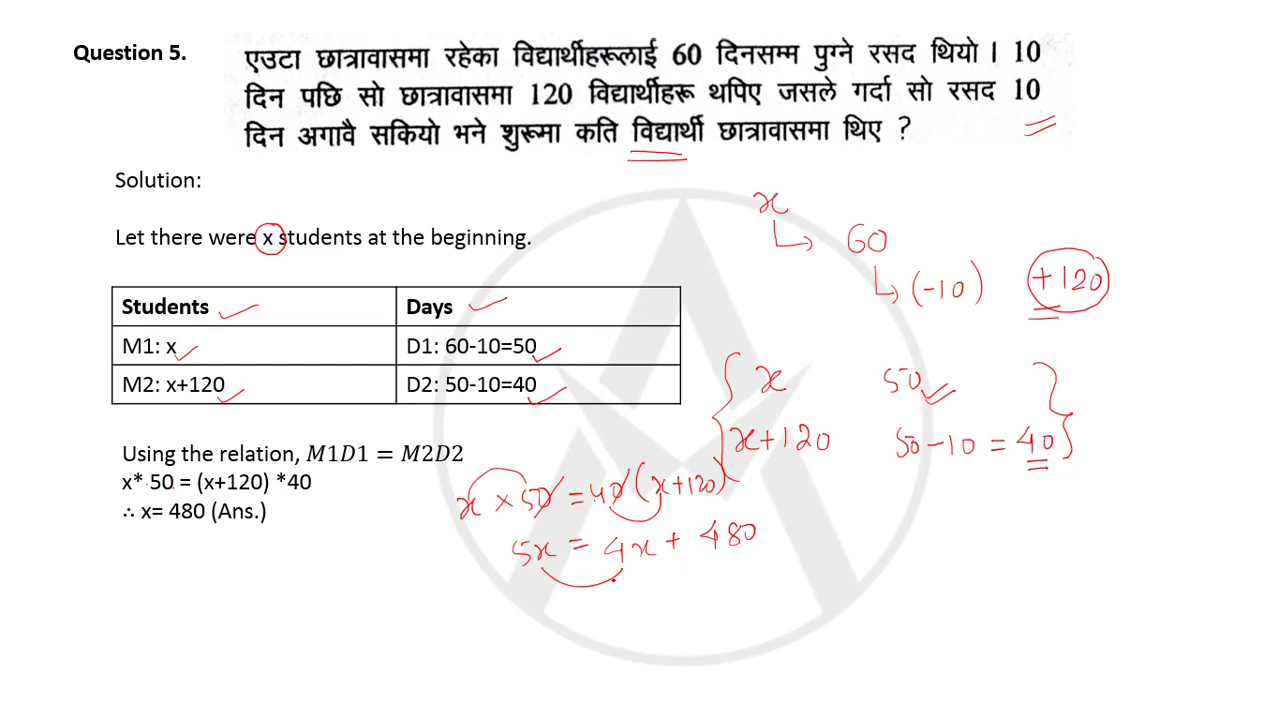 Question 5.
एउटा छात्रावासमा रहेका विद्यार्थीहरूलाई 60 दिनसम्म पुग्ने रसद थियो । 10
दिन पछि सो छात्रावासमा 120 विद्यार्थीहरू थपिए जसले गर्दा सो रसद 10
दिन अगावै सकियो भने शुरूमा कति विद्यार्थी छात्रावासमा थिए ?
Solution:
Let there were x students at the beginning.
Students Days
M1: x D1: 60-10=50
M2: x+120 D2: 50-10=40
Using the relation, M1D1 = M2D2
x* 50 = (x+120) *40
∴ x= 480 (Ans.)
x
60
(-10) +120
x 50
x+120 50-10 = 40
x × 50 = 40 (x+120)
5x = 4x + 480